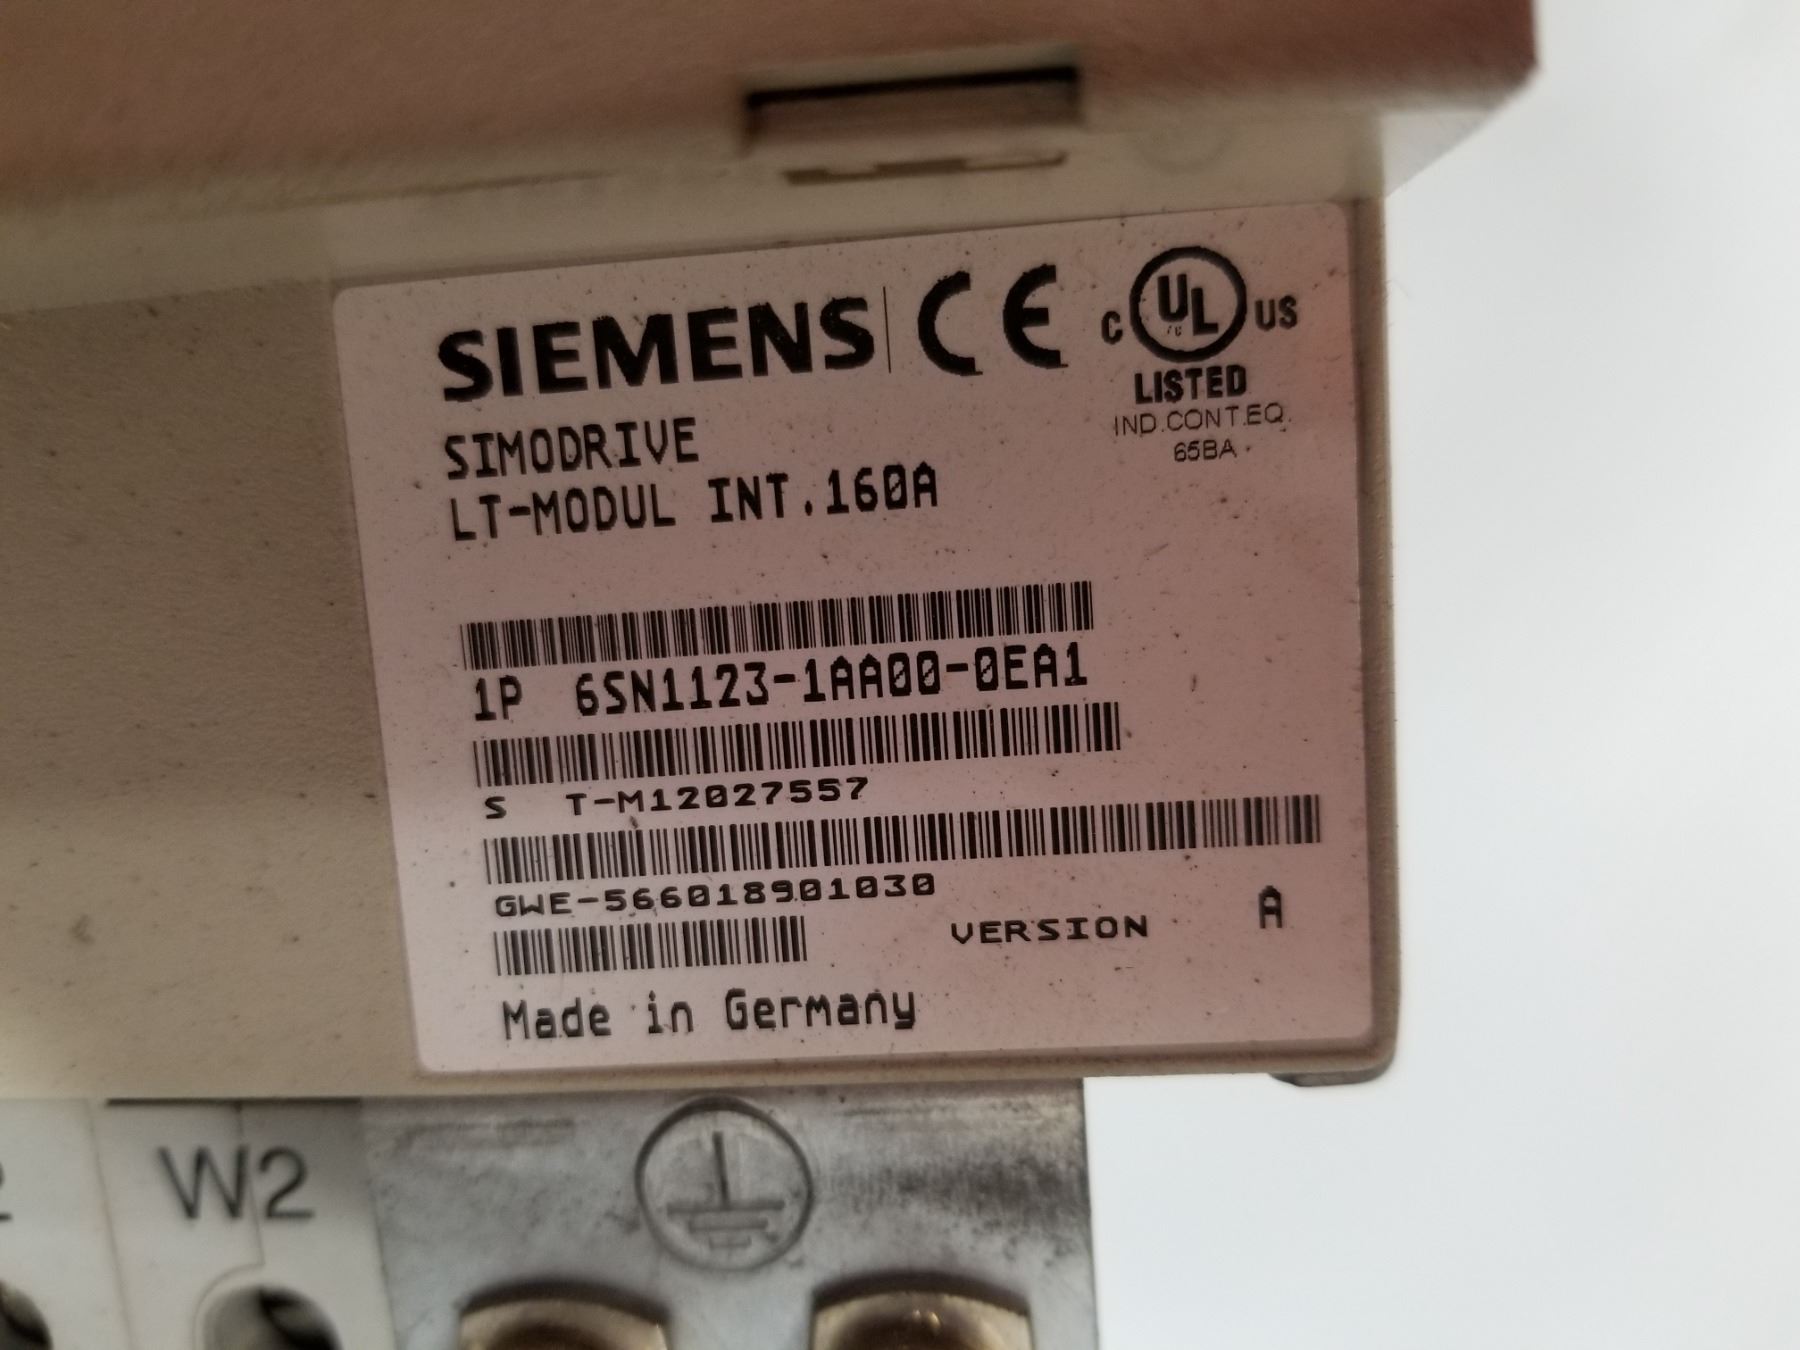 SIEMENS CE C UL US
LISTED
IND.CONT.EQ.
65BA
SIMODRIVE
LT-MODUL INT.160A
1P 6SN1123-1AA00-0EA1
S T-M12027557
GWE-566018901030
VERSION A
Made in Germany
W2